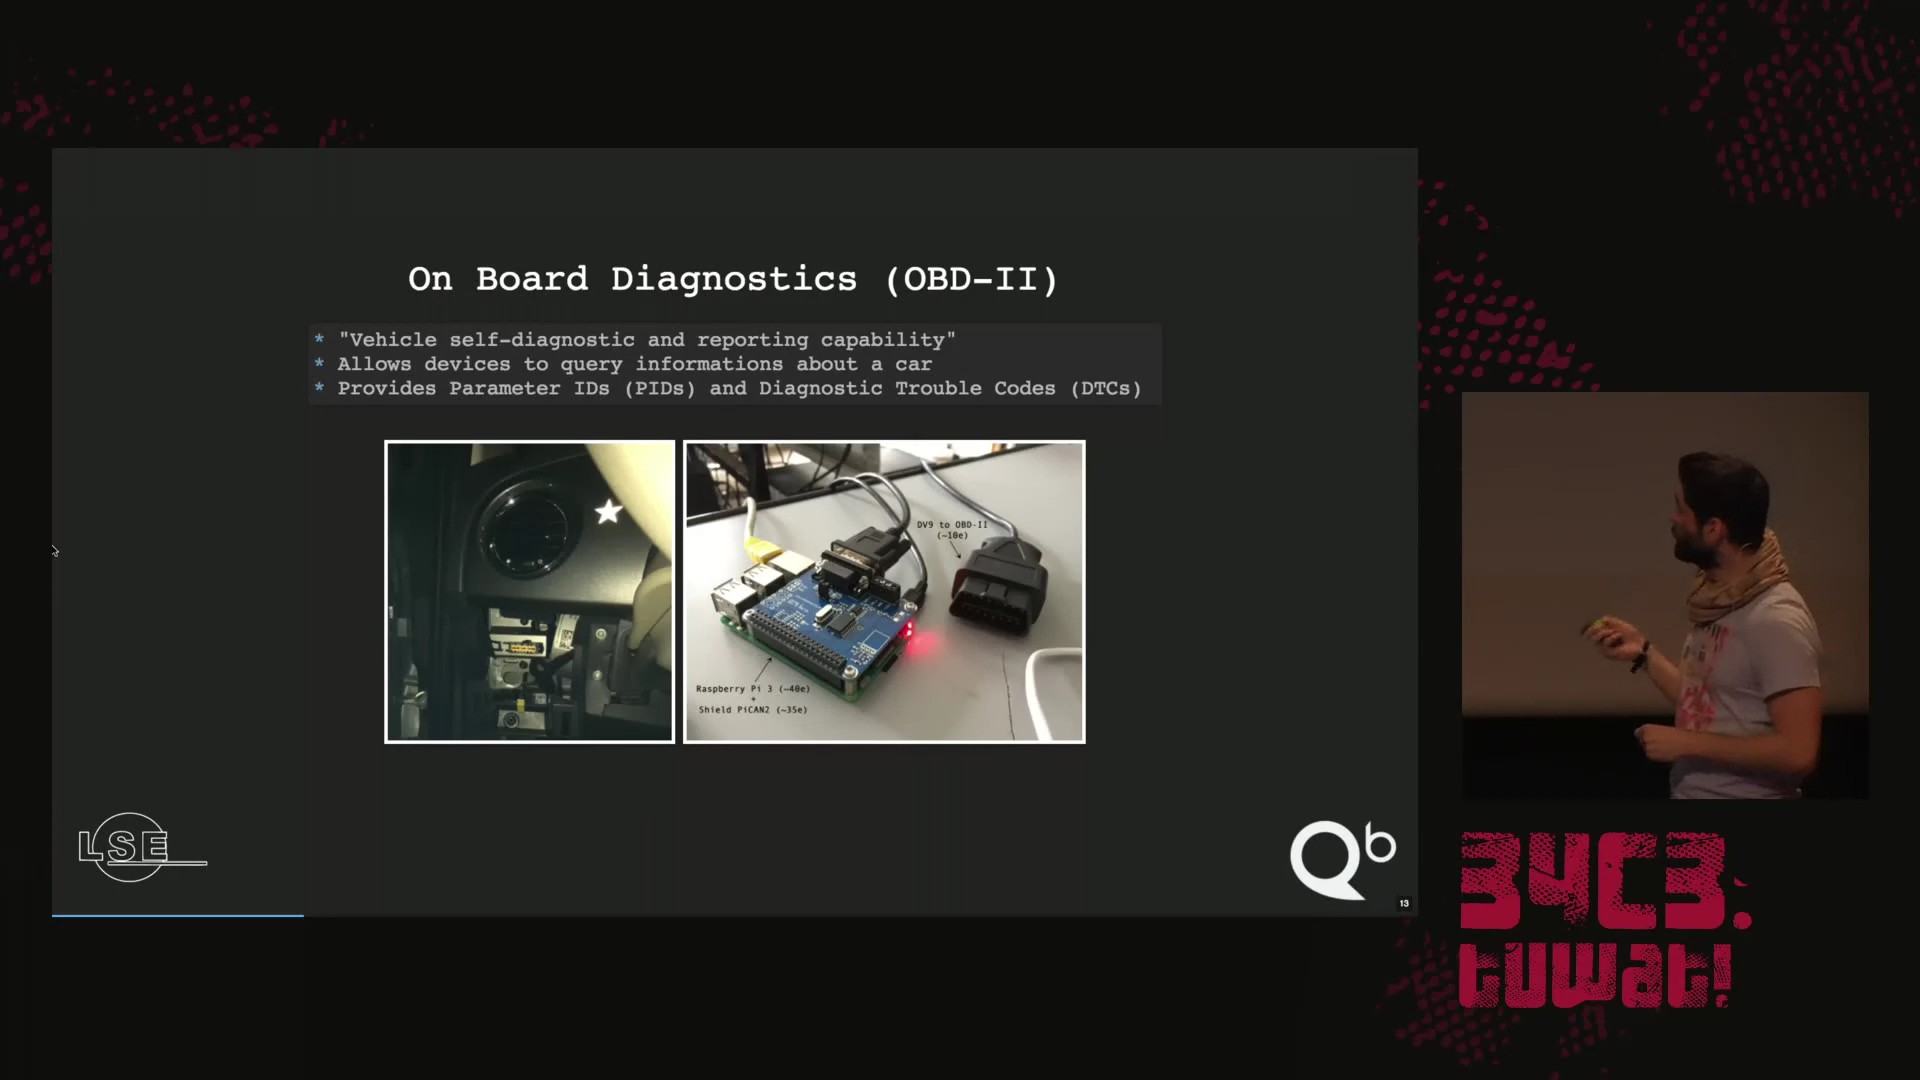 On Board Diagnostics (OBD-II)
* "Vehicle self-diagnostic and reporting capability"
* Allows devices to query informations about a car
* Provides Parameter IDs (PIDs) and Diagnostic Trouble Codes (DTCs)
DV9 to OBD-II
(~10e)
Raspberry Pi 3 (~40e)
+
Shield PiCAN2 (~35e)
LSE
Qb
13
34C3.
tuwat!